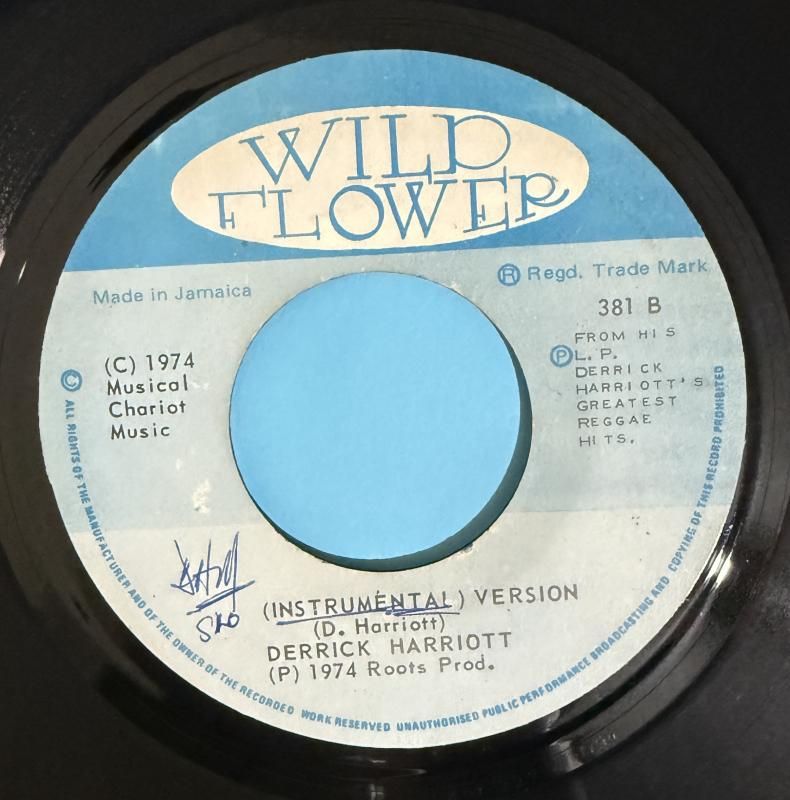 WILD
FLOWER
Made in Jamaica
Ⓡ Regd. Trade Mark
(C) 1974
Musical
Chariot
Music
381 B
FROM HIS
Ⓟ L. P.
DERRICK
HARRIOTT'S
GREATEST
REGGAE
HITS.
(INSTRUMENTAL) VERSION
(D. Harriott)
DERRICK HARRIOTT
(P) 1974 Roots Prod.
© ALL RIGHTS OF THE MANUFACTURER AND OF THE OWNER OF THE RECORDED WORK RESERVED UNAUTHORISED PUBLIC PERFORMANCE BROADCASTING AND COPYING OF THIS RECORD PROHIBITED